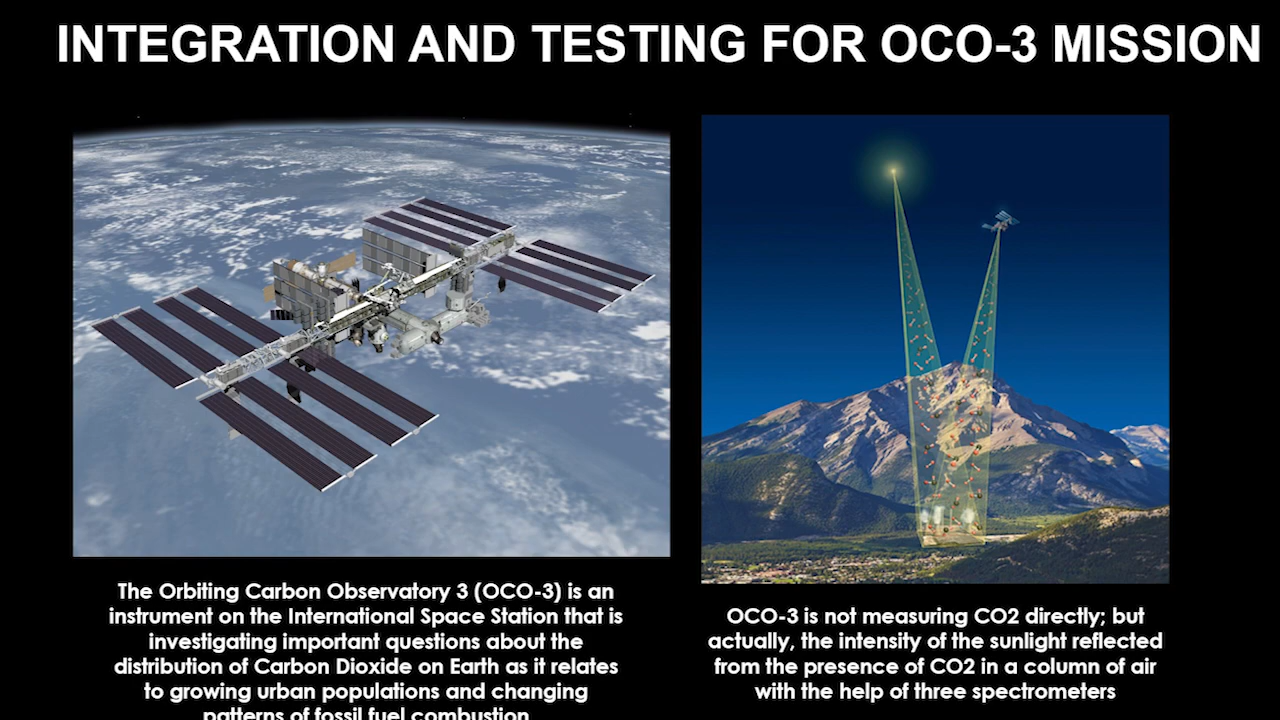 INTEGRATION AND TESTING FOR OCO-3 MISSION
The Orbiting Carbon Observatory 3 (OCO-3) is an
instrument on the International Space Station that is
investigating important questions about the
distribution of Carbon Dioxide on Earth as it relates
to growing urban populations and changing
patterns of fossil fuel combustion
OCO-3 is not measuring CO2 directly; but
actually, the intensity of the sunlight reflected
from the presence of CO2 in a column of air
with the help of three spectrometers